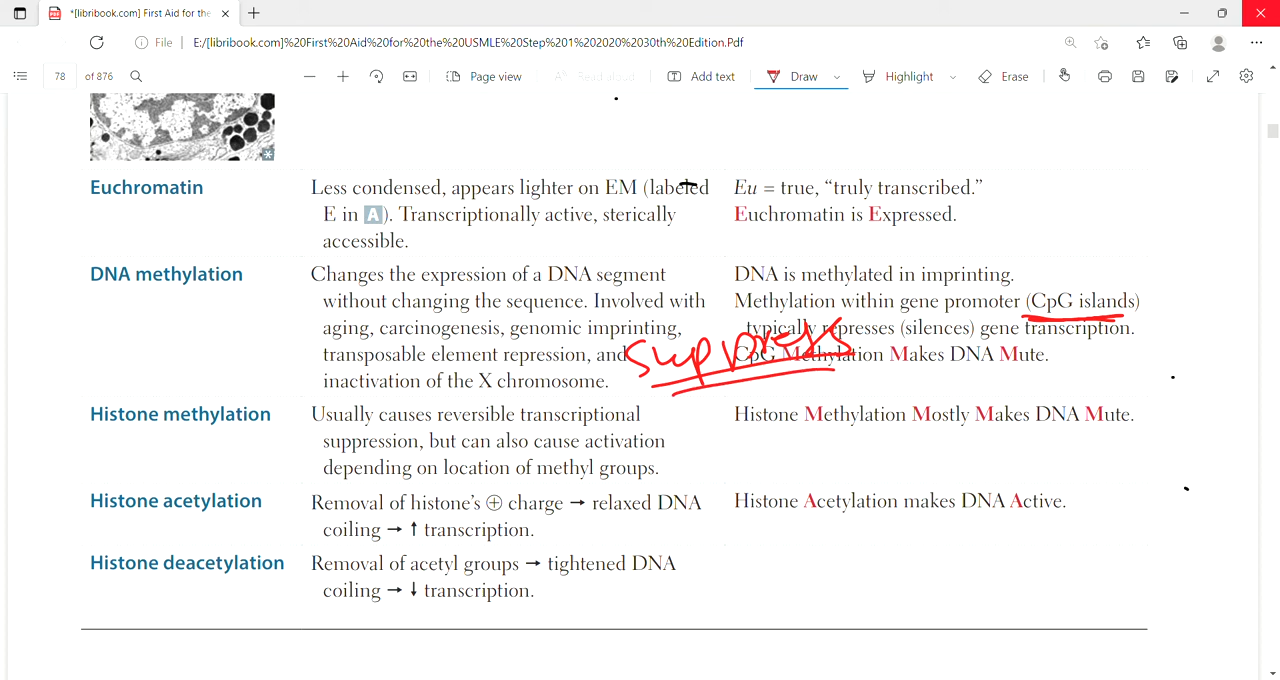 *[libribook.com] First Aid for the
File
E:/[libribook.com]%20First%20Aid%20for%20the%20USMLE%20Step%201%202020%2030th%20Edition.Pdf
78 of 876
Page view
Read aloud
Add text
Draw
Highlight
Erase
Euchromatin
Less condensed, appears lighter on EM (labeled
E in A). Transcriptionally active, sterically
accessible.
Eu = true, “truly transcribed.”
Euchromatin is Expressed.
DNA methylation
Changes the expression of a DNA segment
without changing the sequence. Involved with
aging, carcinogenesis, genomic imprinting,
transposable element repression, and
inactivation of the X chromosome.
DNA is methylated in imprinting.
Methylation within gene promoter (CpG islands)
typically represses (silences) gene transcription.
CpG Methylation Makes DNA Mute.
suppress
Histone methylation
Usually causes reversible transcriptional
suppression, but can also cause activation
depending on location of methyl groups.
Histone Methylation Mostly Makes DNA Mute.
Histone acetylation
Removal of histone’s ⊕ charge → relaxed DNA
coiling → ↑ transcription.
Histone Acetylation makes DNA Active.
Histone deacetylation
Removal of acetyl groups → tightened DNA
coiling → ↓ transcription.